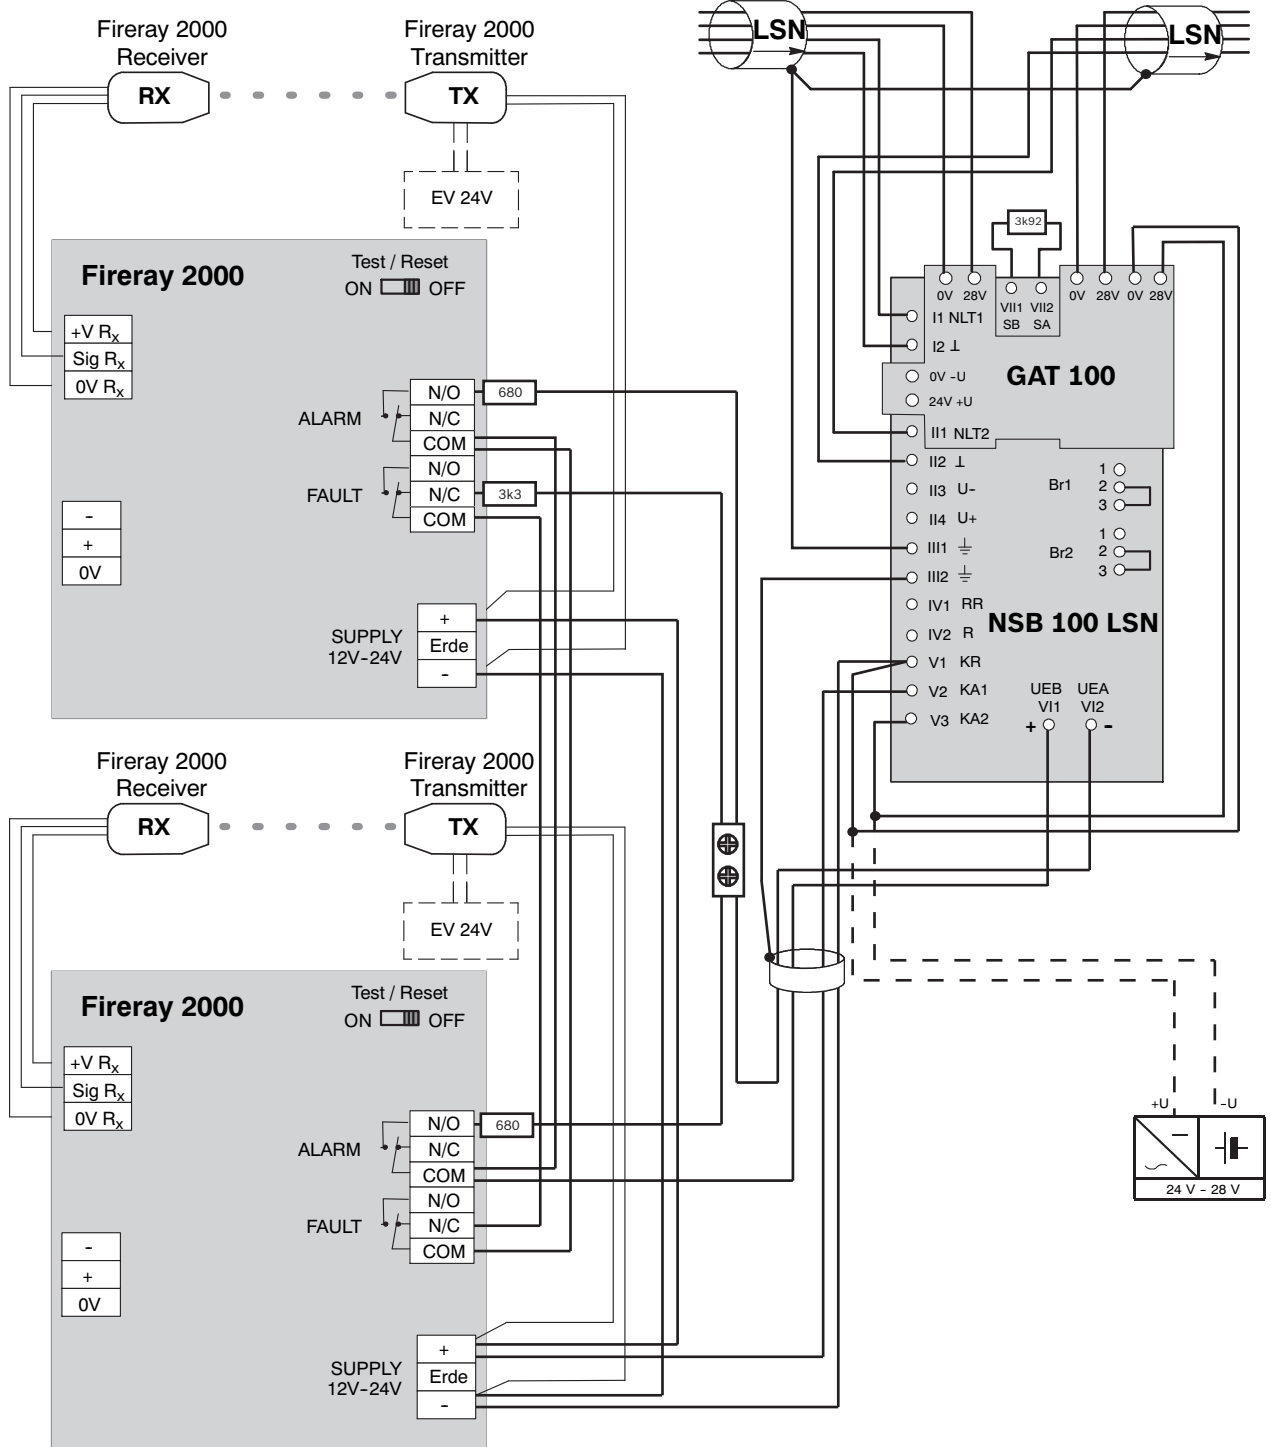 Fireray 2000
Receiver
Fireray 2000
Transmitter
RX
TX
EV 24V
Fireray 2000
Test / Reset
ON OFF
+V Rx
Sig Rx
0V Rx
ALARM
N/O
N/C
COM
FAULT
N/O
N/C
COM
680
3k3
-
+
0V
SUPPLY
12V-24V
+
Erde
-
Fireray 2000
Receiver
Fireray 2000
Transmitter
RX
TX
EV 24V
Fireray 2000
Test / Reset
ON OFF
+V Rx
Sig Rx
0V Rx
ALARM
N/O
N/C
COM
FAULT
N/O
N/C
COM
680
-
+
0V
SUPPLY
12V-24V
+
Erde
-
LSN
LSN
3k92
0V 28V
VII1 VII2
SB SA
0V 28V 0V 28V
I1 NLT1
I2 ⊥
GAT 100
0V -U
24V +U
II1 NLT2
II2 ⊥
II3 U-
II4 U+
III1 ⏚
III2 ⏚
IV1 RR
IV2 R
V1 KR
V2 KA1
V3 KA2
Br1
1
2
3
Br2
1
2
3
NSB 100 LSN
UEB UEA
VI1 VI2
+ -
+U -U
24 V - 28 V